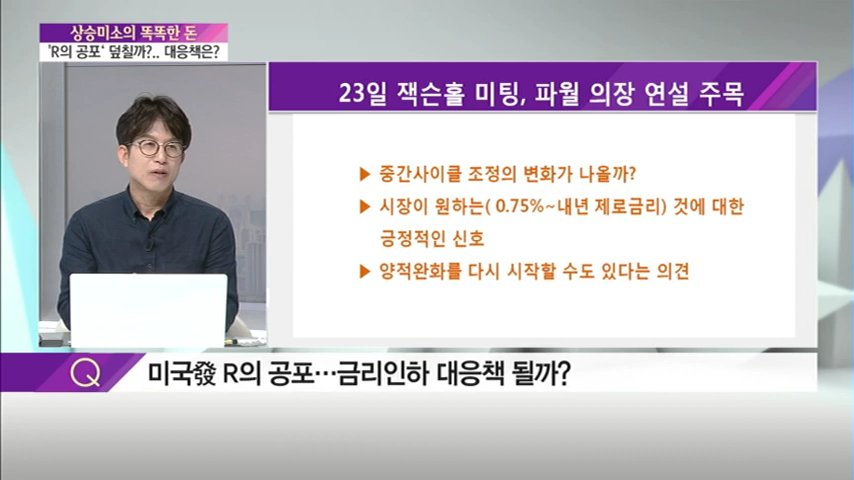 상승미소의 똑똑한 돈
'R의 공포' 덮칠까?.. 대응책은?
23일 잭슨홀 미팅, 파월 의장 연설 주목
▶ 중간사이클 조정의 변화가 나올까?
▶ 시장이 원하는( 0.75%~내년 제로금리) 것에 대한
긍정적인 신호
▶ 양적완화를 다시 시작할 수도 있다는 의견
Q 미국發 R의 공포…금리인하 대응책 될까?